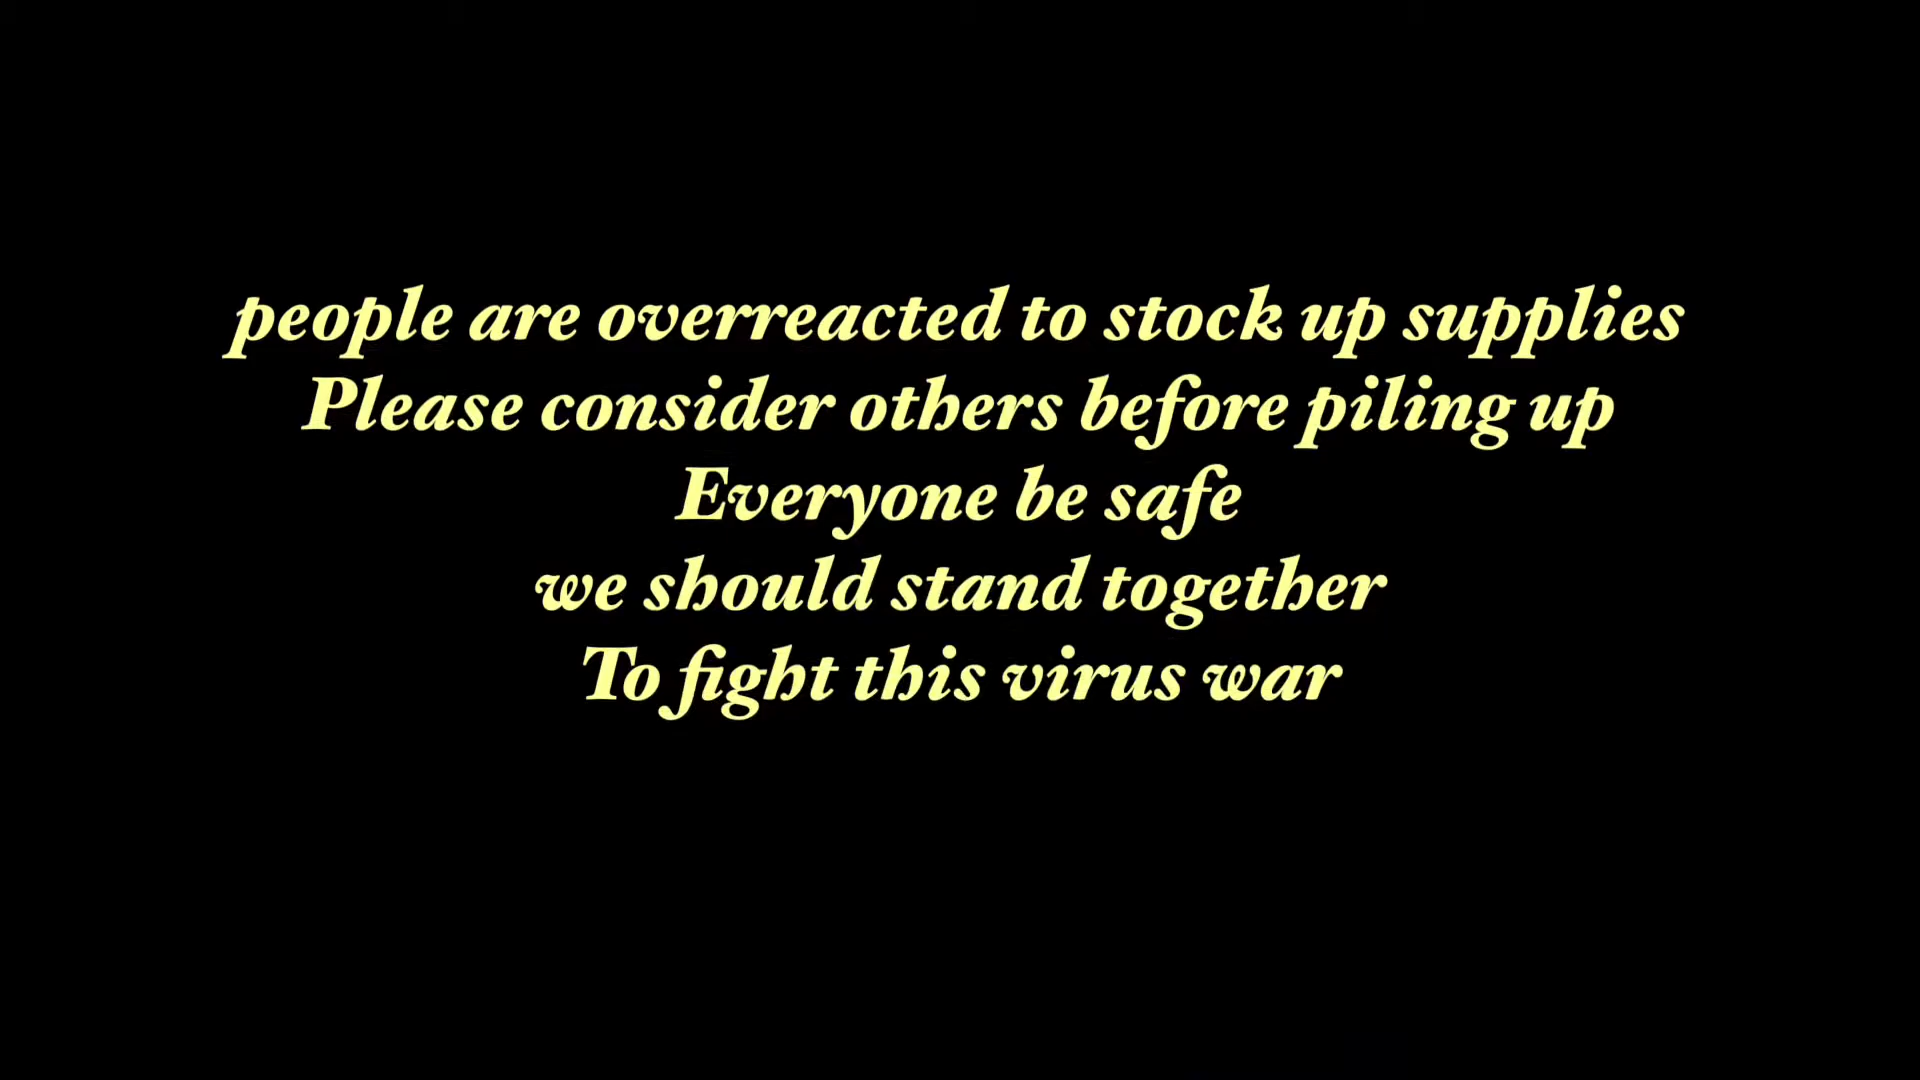 people are overreacted to stock up supplies
Please consider others before piling up
Everyone be safe
we should stand together
To fight this virus war